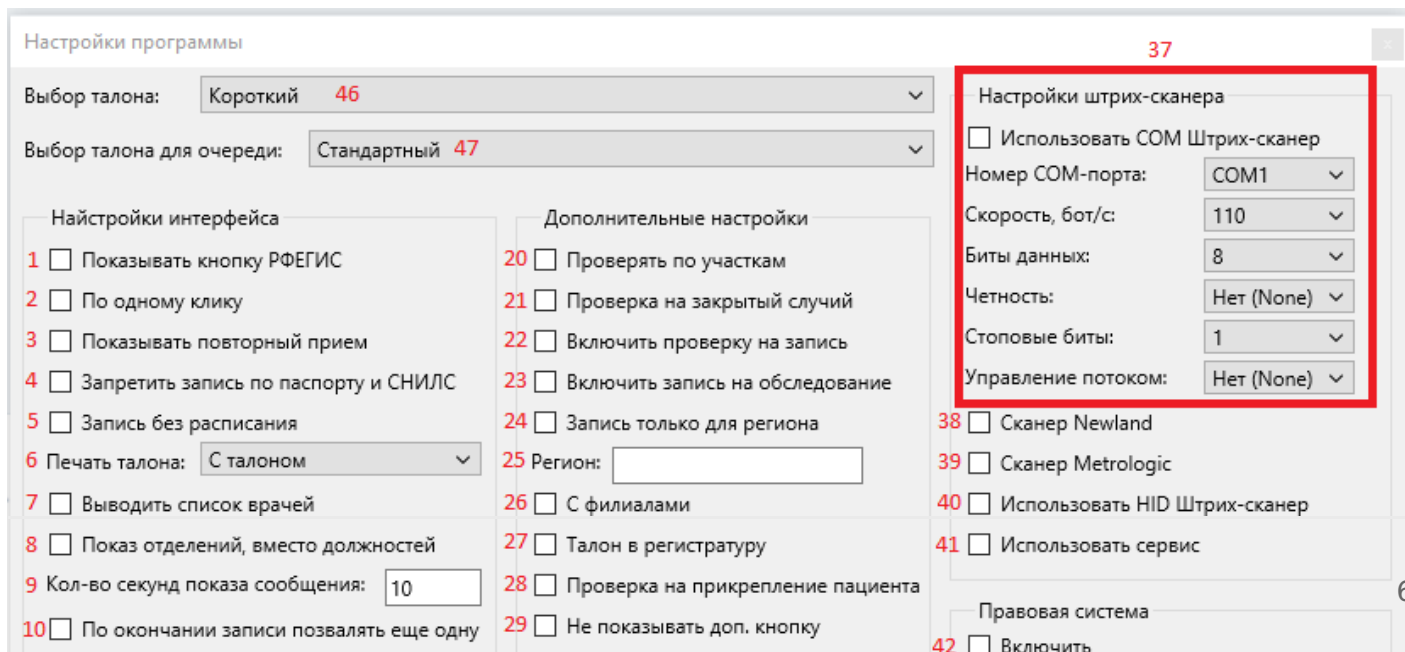 Настройки программы
37
Выбор талона: Короткий 46
Выбор талона для очереди: Стандартный 47
Найстройки интерфейса
1 Показывать кнопку РФЕГИС
2 По одному клику
3 Показывать повторный прием
4 Запретить запись по паспорту и СНИЛС
5 Запись без расписания
6 Печать талона: С талоном
7 Выводить список врачей
8 Показ отделений, вместо должностей
9 Кол-во секунд показа сообщения: 10
10 По окончании записи позвалять еще одну
Дополнительные настройки
20 Проверять по участкам
21 Проверка на закрытый случий
22 Включить проверку на запись
23 Включить запись на обследование
24 Запись только для региона
25 Регион:
26 С филиалами
27 Талон в регистратуру
28 Проверка на прикрепление пациента
29 Не показывать доп. кнопку
Настройки штрих-сканера
Использовать COM Штрих-сканер
Номер COM-порта: COM1
Скорость, бот/с: 110
Биты данных: 8
Четность: Нет (None)
Стоповые биты: 1
Управление потоком: Нет (None)
38 Сканер Newland
39 Сканер Metrologic
40 Использовать HID Штрих-сканер
41 Использовать сервис
Правовая система
42 Включить